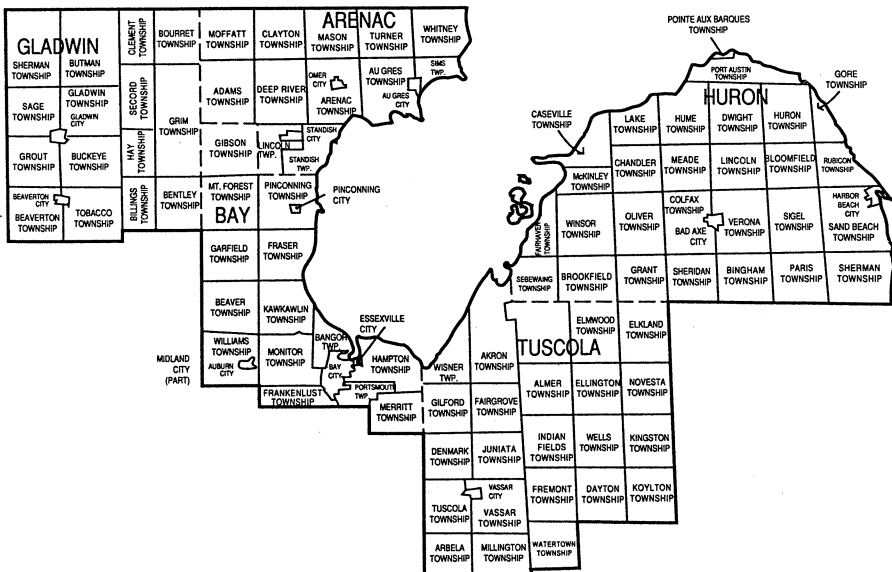 POINTE AUX BARQUES
TOWNSHIP
ARENAC
GLADWIN
HURON
BAY
TUSCOLA
CLEMENT
TOWNSHIP
BOURRET
TOWNSHIP
MOFFATT
TOWNSHIP
CLAYTON
TOWNSHIP
MASON
TOWNSHIP
TURNER
TOWNSHIP
WHITNEY
TOWNSHIP
SHERMAN
TOWNSHIP
BUTMAN
TOWNSHIP
SECORD
TOWNSHIP
SAGE
TOWNSHIP
GLADWIN
TOWNSHIP
GLADWIN
CITY
GRIM
TOWNSHIP
ADAMS
TOWNSHIP
DEEP RIVER
TOWNSHIP
OMER
CITY
ARENAC
TOWNSHIP
AU GRES
TOWNSHIP
AU GRES
CITY
SIMS
TWP.
GROUT
TOWNSHIP
BUCKEYE
TOWNSHIP
HAY
TOWNSHIP
GIBSON
TOWNSHIP
LINCOLN
TWP.
STANDISH
CITY
STANDISH
TWP.
BEAVERTON
CITY
BEAVERTON
TOWNSHIP
TOBACCO
TOWNSHIP
BILLINGS
TOWNSHIP
BENTLEY
TOWNSHIP
MT. FOREST
TOWNSHIP
PINCONNING
TOWNSHIP
PINCONNING
CITY
GARFIELD
TOWNSHIP
FRASER
TOWNSHIP
BEAVER
TOWNSHIP
KAWKAWLIN
TOWNSHIP
ESSEXVILLE
CITY
MIDLAND
CITY
(PART)
WILLIAMS
TOWNSHIP
AUBURN
CITY
MONITOR
TOWNSHIP
BANGOR
TWP.
BAY
CITY
HAMPTON
TOWNSHIP
FRANKENLUST
TOWNSHIP
PORTSMOUTH
TWP.
MERRITT
TOWNSHIP
PORT AUSTIN
TOWNSHIP
GORE
TOWNSHIP
CASEVILLE
TOWNSHIP
LAKE
TOWNSHIP
HUME
TOWNSHIP
DWIGHT
TOWNSHIP
HURON
TOWNSHIP
McKINLEY
TOWNSHIP
CHANDLER
TOWNSHIP
MEADE
TOWNSHIP
LINCOLN
TOWNSHIP
BLOOMFIELD
TOWNSHIP
RUBICON
TOWNSHIP
FAIRHAVEN
TOWNSHIP
WINSOR
TOWNSHIP
OLIVER
TOWNSHIP
COLFAX
TOWNSHIP
BAD AXE
CITY
VERONA
TOWNSHIP
SIGEL
TOWNSHIP
HARBOR
BEACH
CITY
SAND BEACH
TOWNSHIP
SEBEWAING
TOWNSHIP
BROOKFIELD
TOWNSHIP
GRANT
TOWNSHIP
SHERIDAN
TOWNSHIP
BINGHAM
TOWNSHIP
PARIS
TOWNSHIP
SHERMAN
TOWNSHIP
WISNER
TWP.
AKRON
TOWNSHIP
ELMWOOD
TOWNSHIP
ELKLAND
TOWNSHIP
GILFORD
TOWNSHIP
FAIRGROVE
TOWNSHIP
ALMER
TOWNSHIP
ELLINGTON
TOWNSHIP
NOVESTA
TOWNSHIP
DENMARK
TOWNSHIP
JUNIATA
TOWNSHIP
INDIAN
FIELDS
TOWNSHIP
WELLS
TOWNSHIP
KINGSTON
TOWNSHIP
TUSCOLA
TOWNSHIP
VASSAR
CITY
VASSAR
TOWNSHIP
FREMONT
TOWNSHIP
DAYTON
TOWNSHIP
KOYLTON
TOWNSHIP
ARBELA
TOWNSHIP
MILLINGTON
TOWNSHIP
WATERTOWN
TOWNSHIP